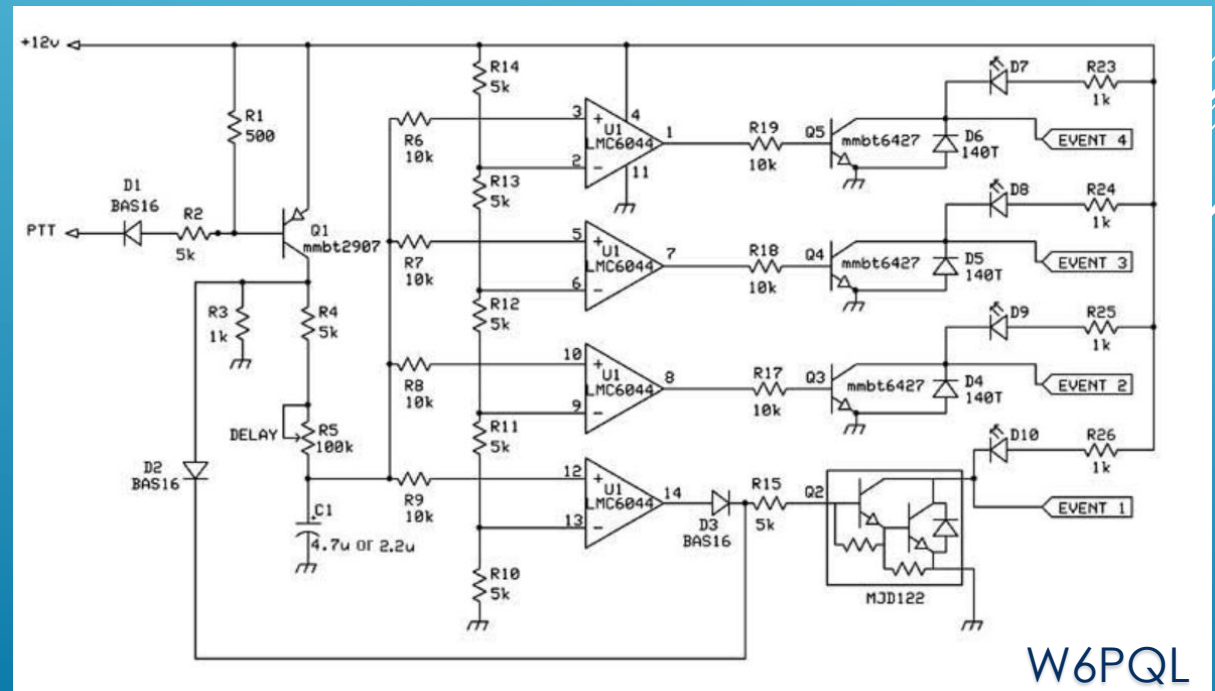 +12v
R1
500
D1
BAS16
R2
5k
PTT
Q1
mmbt2907
R3
1k
R4
5k
DELAY
R5
100k
D2
BAS16
C1
4.7u or 2.2u
R6
10k
R7
10k
R8
10k
R9
10k
R14
5k
R13
5k
R12
5k
R11
5k
R10
5k
3
+
4
U1
LMC6044
1
2
-
11
5
+
U1
LMC6044
7
6
-
10
+
U1
LMC6044
8
9
-
12
+
U1
LMC6044
14
13
-
D3
BAS16
R19
10k
R18
10k
R17
10k
R15
5k
Q5
mmbt6427
D6
140T
D7
R23
1k
EVENT 4
Q4
mmbt6427
D5
140T
D8
R24
1k
EVENT 3
Q3
mmbt6427
D4
140T
D9
R25
1k
EVENT 2
Q2
D10
R26
1k
EVENT 1
MJD122
W6PQL